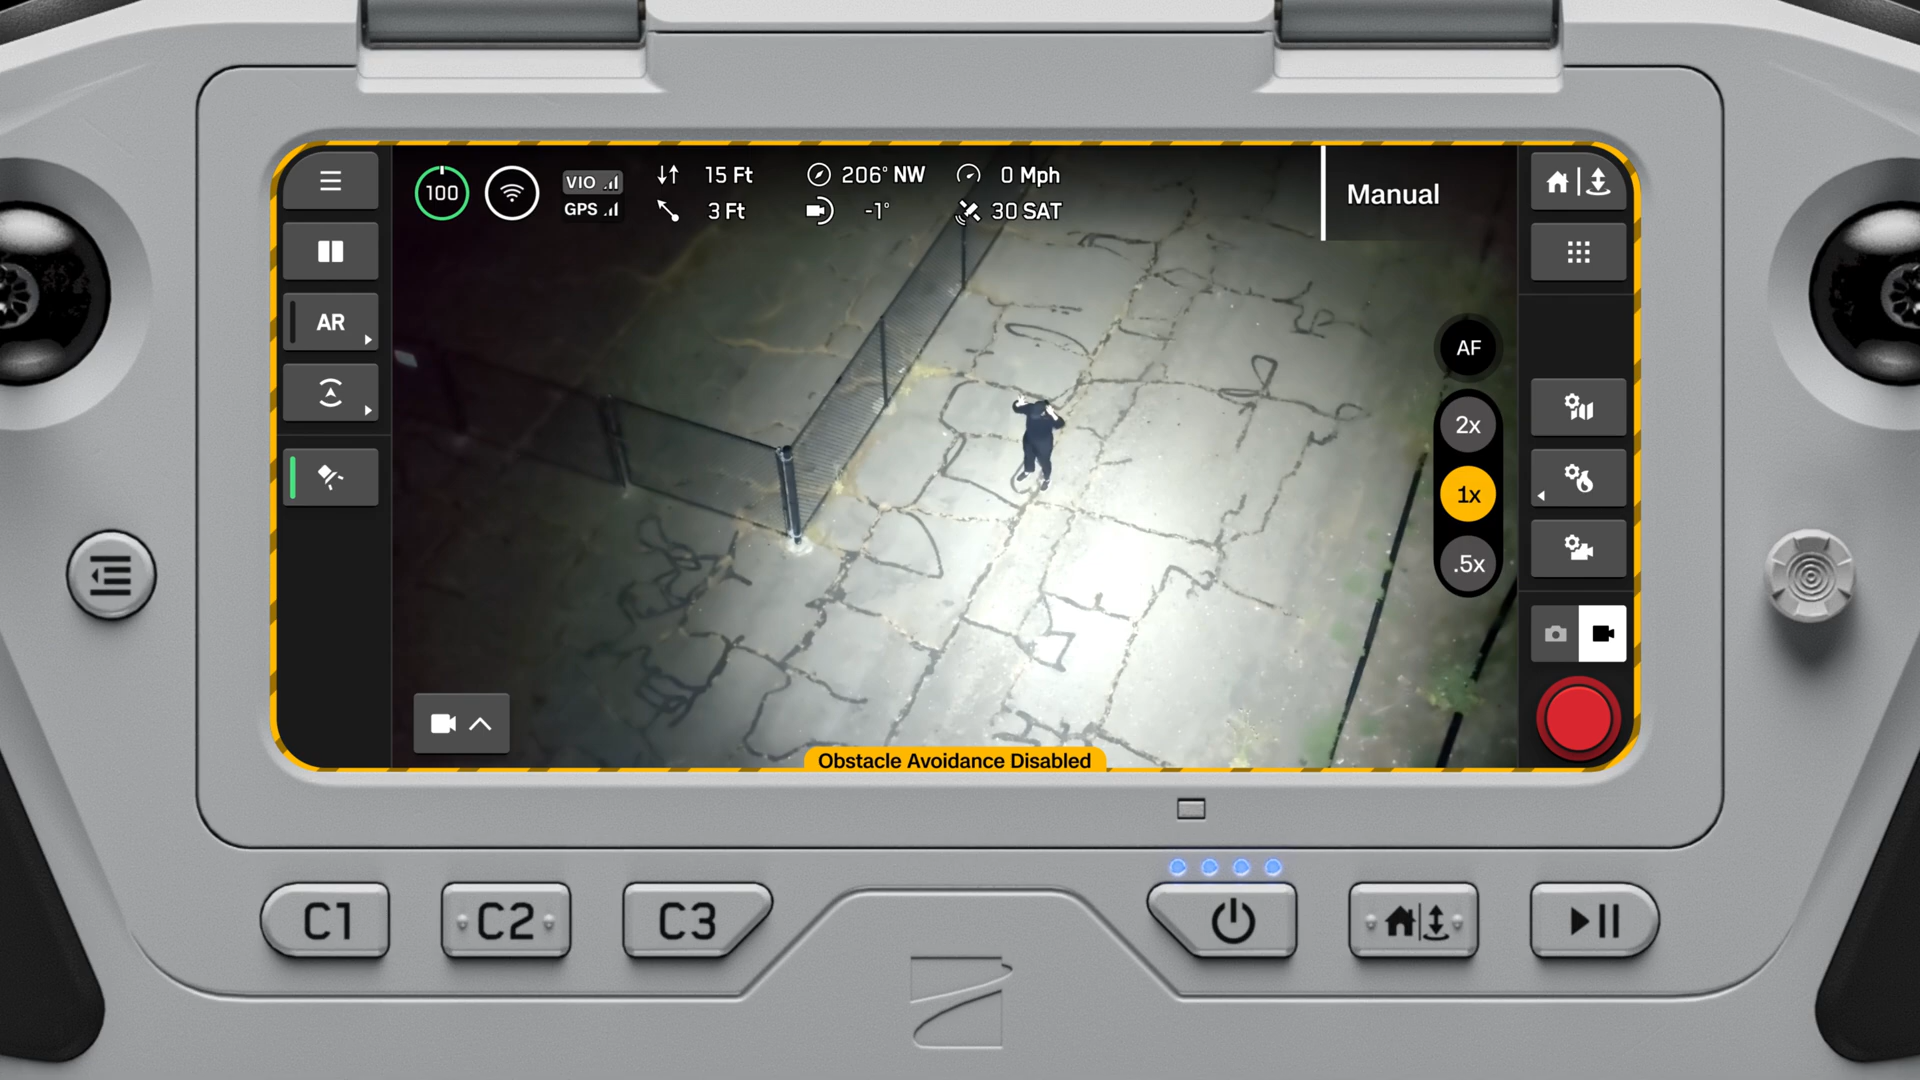 100
VIO
GPS
15 Ft
3 Ft
206° NW
-1°
0 Mph
30 SAT
Manual
AR
AF
2x
1x
.5x
Obstacle Avoidance Disabled
C1
C2
C3